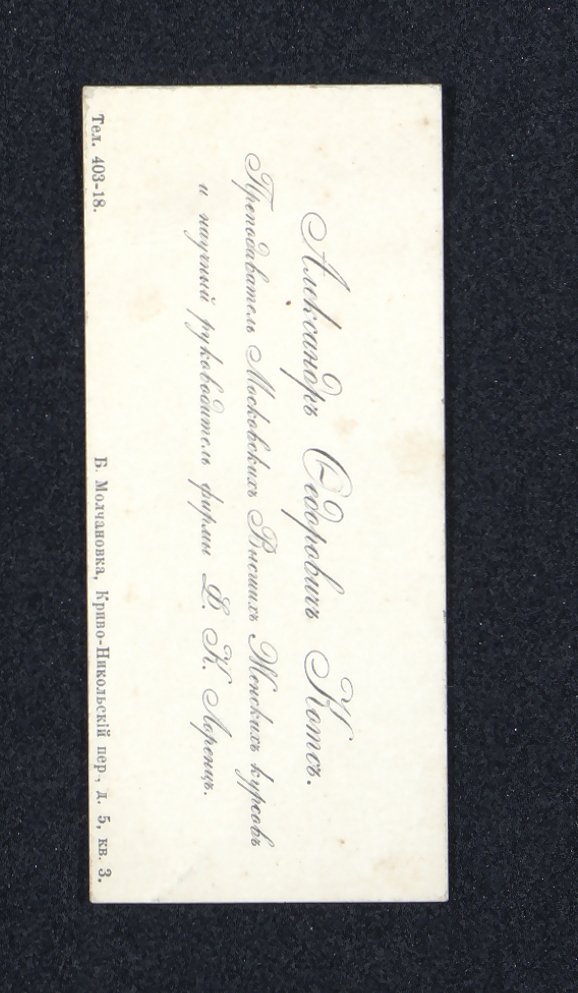 Александръ Ѳедоровичъ Котсъ.
Преподаватель Московскихъ Высшихъ Женскихъ курсовъ
и научный руководитель фирмы Ф. К. Лоренцъ.
Тел. 403-18.
Б. Молчановка, Криво-Никольскій пер., д. 5, кв. 3.